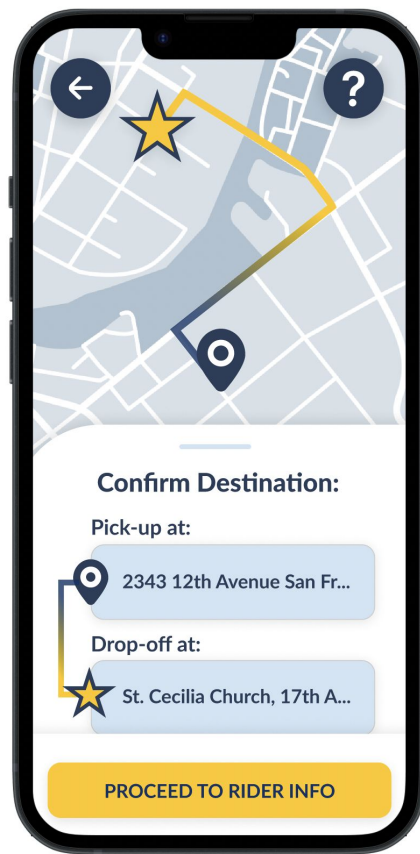 ?
Confirm Destination:
Pick-up at:
2343 12th Avenue San Fr...
Drop-off at:
St. Cecilia Church, 17th A...
PROCEED TO RIDER INFO